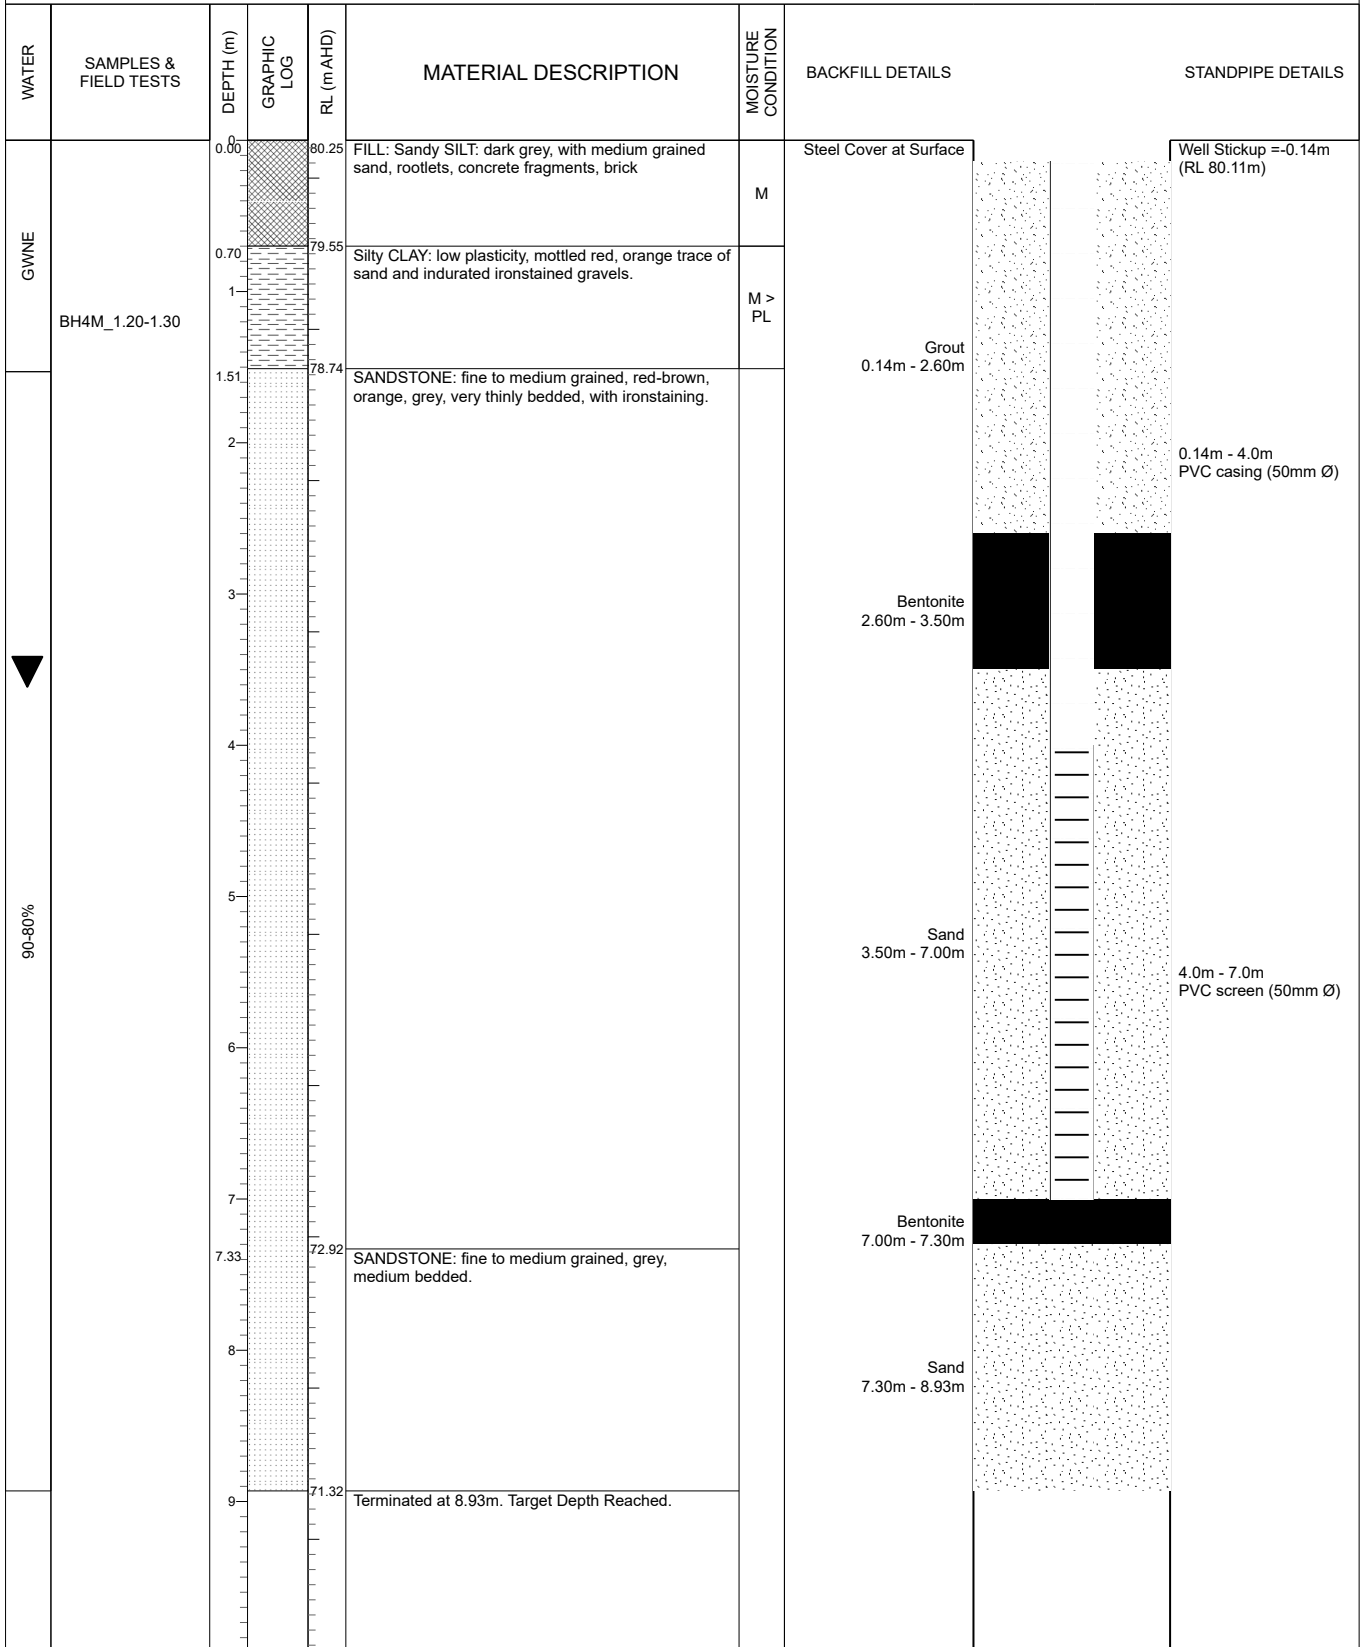 WATER
SAMPLES &
FIELD TESTS
DEPTH (m)
GRAPHIC
LOG
RL (m AHD)
MATERIAL DESCRIPTION
MOISTURE
CONDITION
BACKFILL DETAILS
STANDPIPE DETAILS
0
0.00
80.25
FILL: Sandy SILT: dark grey, with medium grained
sand, rootlets, concrete fragments, brick
M
Steel Cover at Surface
Well Stickup =-0.14m
(RL 80.11m)
GWNE
0.70
79.55
Silty CLAY: low plasticity, mottled red, orange trace of
sand and indurated ironstained gravels.
1
M >
PL
BH4M_1.20-1.30
Grout
0.14m - 2.60m
1.51
78.74
SANDSTONE: fine to medium grained, red-brown,
orange, grey, very thinly bedded, with ironstaining.
2
0.14m - 4.0m
PVC casing (50mm Ø)
3
Bentonite
2.60m - 3.50m
4
5
90-80%
Sand
3.50m - 7.00m
4.0m - 7.0m
PVC screen (50mm Ø)
6
7
Bentonite
7.00m - 7.30m
7.33
72.92
SANDSTONE: fine to medium grained, grey,
medium bedded.
8
Sand
7.30m - 8.93m
71.32
9
Terminated at 8.93m. Target Depth Reached.